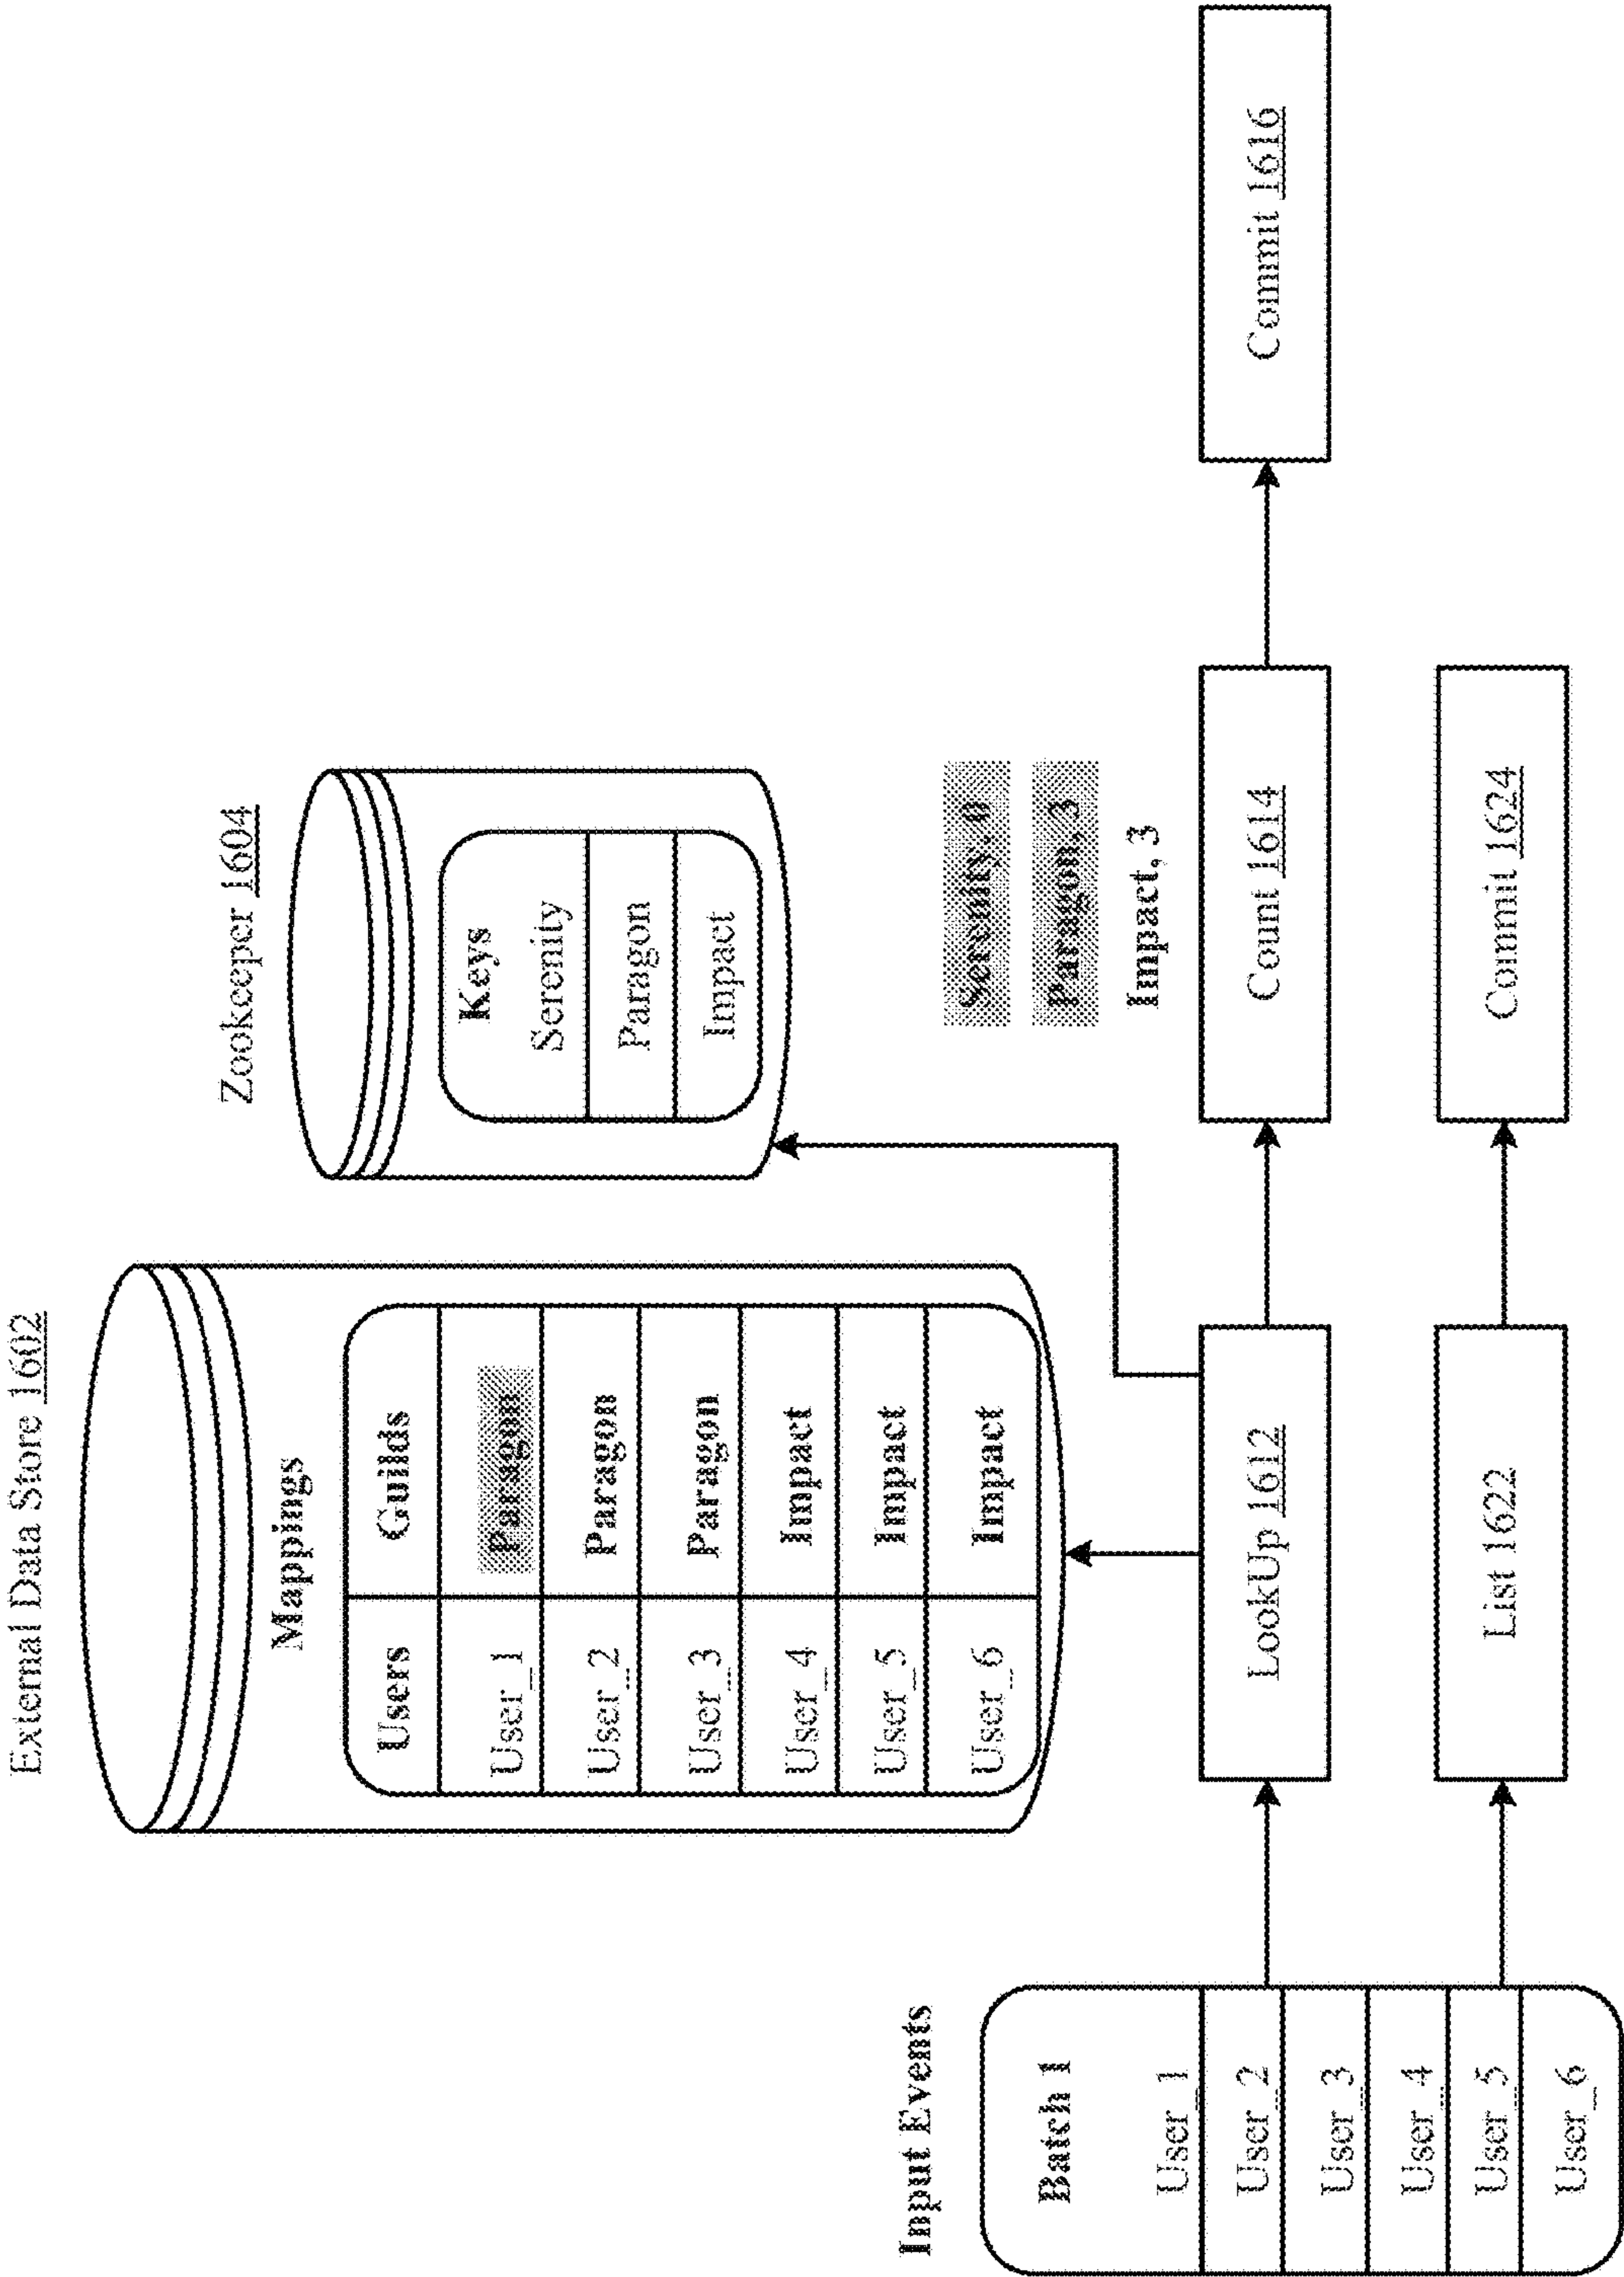 External Data Store 1602
Mappings
Users Guilds
User_1 Paragon
User_2 Paragon
User_3 Paragon
User_4 Impact
User_5 Impact
User_6 Impact
Zookeeper 1604
Keys
Serenity
Paragon
Impact
Serenity, 0
Paragon, 3
Impact, 3
Input Events
Batch 1
User_1
User_2
User_3
User_4
User_5
User_6
LookUp 1612
Count 1614
Commit 1616
List 1622
Commit 1624